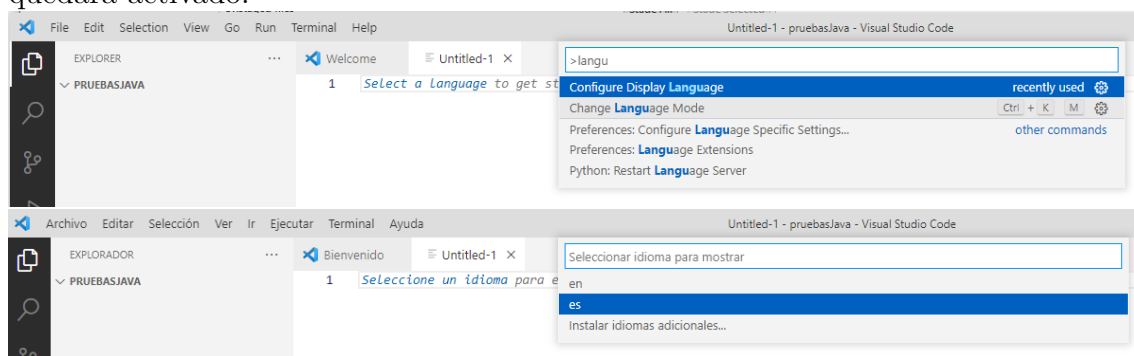 quedará activado.
File Edit Selection View Go Run Terminal Help
Untitled-1 - pruebasJava - Visual Studio Code
EXPLORER ...
Welcome
Untitled-1
>langu
PRUEBASJAVA
1 Select a language to get st
Configure Display Language recently used
Change Language Mode Ctrl + K M
Preferences: Configure Language Specific Settings... other commands
Preferences: Language Extensions
Python: Restart Language Server
Archivo Editar Selección Ver Ir Ejecutar Terminal Ayuda
Untitled-1 - pruebasJava - Visual Studio Code
EXPLORADOR ...
Bienvenido
Untitled-1
Seleccionar idioma para mostrar
PRUEBASJAVA
1 Seleccione un idioma para e
en
es
Instalar idiomas adicionales...